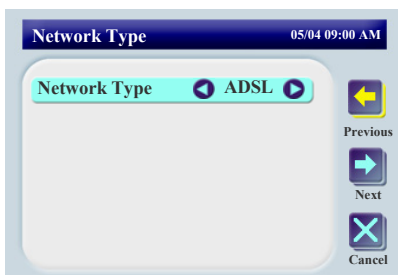 Network Type 05/04 09:00 AM
Network Type ADSL
Previous
Next
Cancel